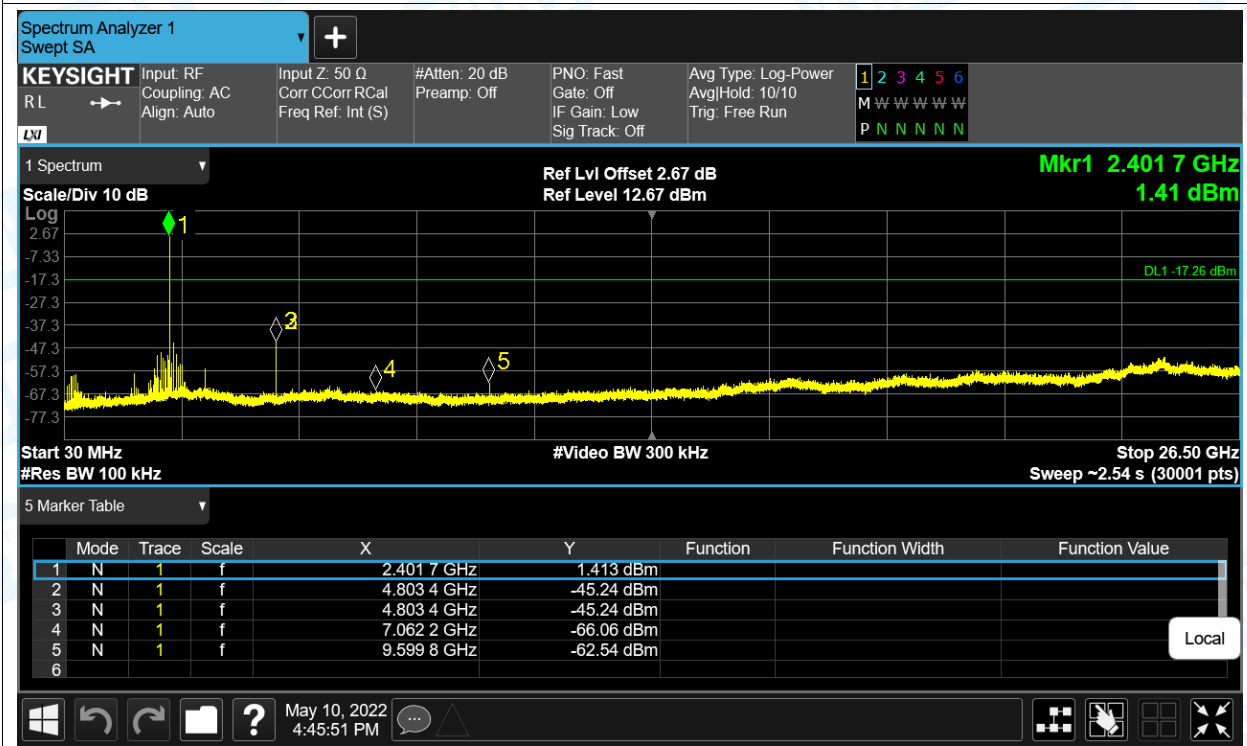 Spectrum Analyzer 1
Swept SA
KEYSIGHT
R L
LXI
Input: RF
Coupling: AC
Align: Auto
Input Z: 50 Ω
Corr CCorr RCal
Freq Ref: Int (S)
#Atten: 20 dB
Preamp: Off
PNO: Fast
Gate: Off
IF Gain: Low
Sig Track: Off
Avg Type: Log-Power
Avg|Hold: 10/10
Trig: Free Run
1 2 3 4 5 6
M W W W W W W
P N N N N N N
1 Spectrum
Scale/Div 10 dB
Ref Lvl Offset 2.67 dB
Ref Level 12.67 dBm
Mkr1 2.401 7 GHz
1.41 dBm
Log
2.67
-7.33
-17.3
-27.3
-37.3
-47.3
-57.3
-67.3
-77.3
1
DL1 -17.26 dBm
3
4
5
Start 30 MHz
#Video BW 300 kHz
Stop 26.50 GHz
#Res BW 100 kHz
Sweep ~2.54 s (30001 pts)
5 Marker Table
Mode Trace Scale X Y Function Function Width Function Value
1 N 1 f 2.401 7 GHz 1.413 dBm
2 N 1 f 4.803 4 GHz -45.24 dBm
3 N 1 f 4.803 4 GHz -45.24 dBm
4 N 1 f 7.062 2 GHz -66.06 dBm
5 N 1 f 9.599 8 GHz -62.54 dBm
6
Local
?
May 10, 2022
4:45:51 PM